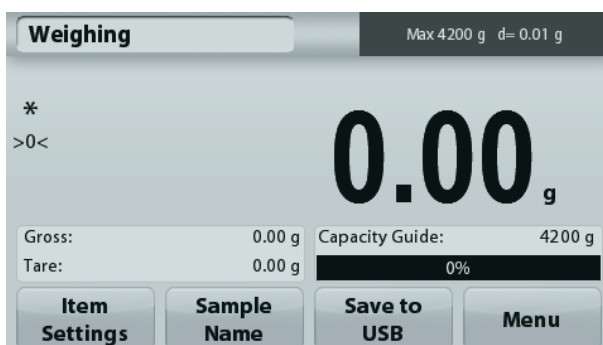 Weighing
Max 4200 g d= 0.01 g
*
>0<
0.00 g
Gross: 0.00 g
Tare: 0.00 g
Capacity Guide: 4200 g
0%
Item Settings
Sample Name
Save to USB
Menu